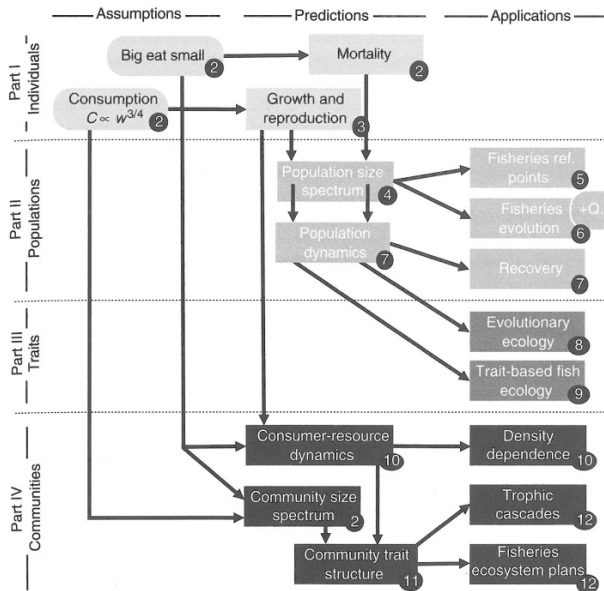 Assumptions
Predictions
Applications
Part I
Individuals
Big eat small
2
Mortality
2
Consumption
C ∝ w^{3/4}
2
Growth and
reproduction
3
Part II
Populations
Population size
spectrum
4
Fisheries ref.
points
5
Fisheries
evolution
6
+Q.
Population
dynamics
7
Recovery
7
Part III
Traits
Evolutionary
ecology
8
Trait-based fish
ecology
9
Part IV
Communities
Consumer-resource
dynamics
10
Density
dependence
10
Community size
spectrum
2
Trophic
cascades
12
Community trait
structure
11
Fisheries
ecosystem plans
12